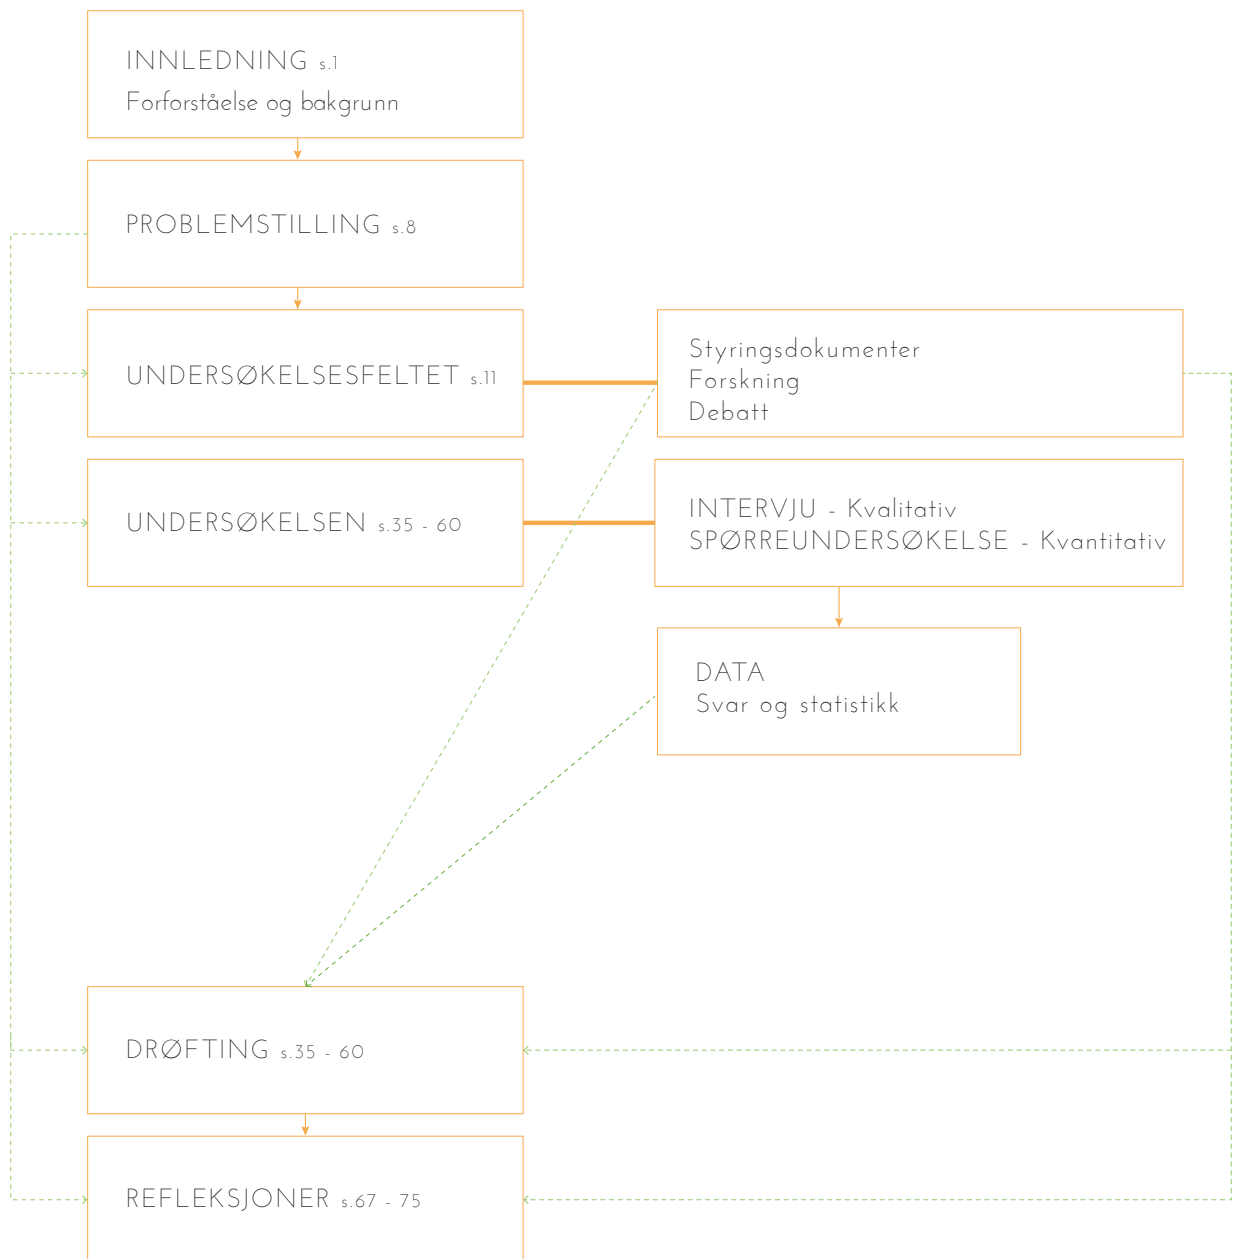 INNLEDNING s.1
Forforståelse og bakgrunn
PROBLEMSTILLING s.8
UNDERSØKELSESFELTET s.11
Styringsdokumenter
Forskning
Debatt
UNDERSØKELSEN s.35 - 60
INTERVJU - Kvalitativ
SPØRREUNDERSØKELSE - Kvantitativ
DATA
Svar og statistikk
DRØFTING s.35 - 60
REFLEKSJONER s.67 - 75